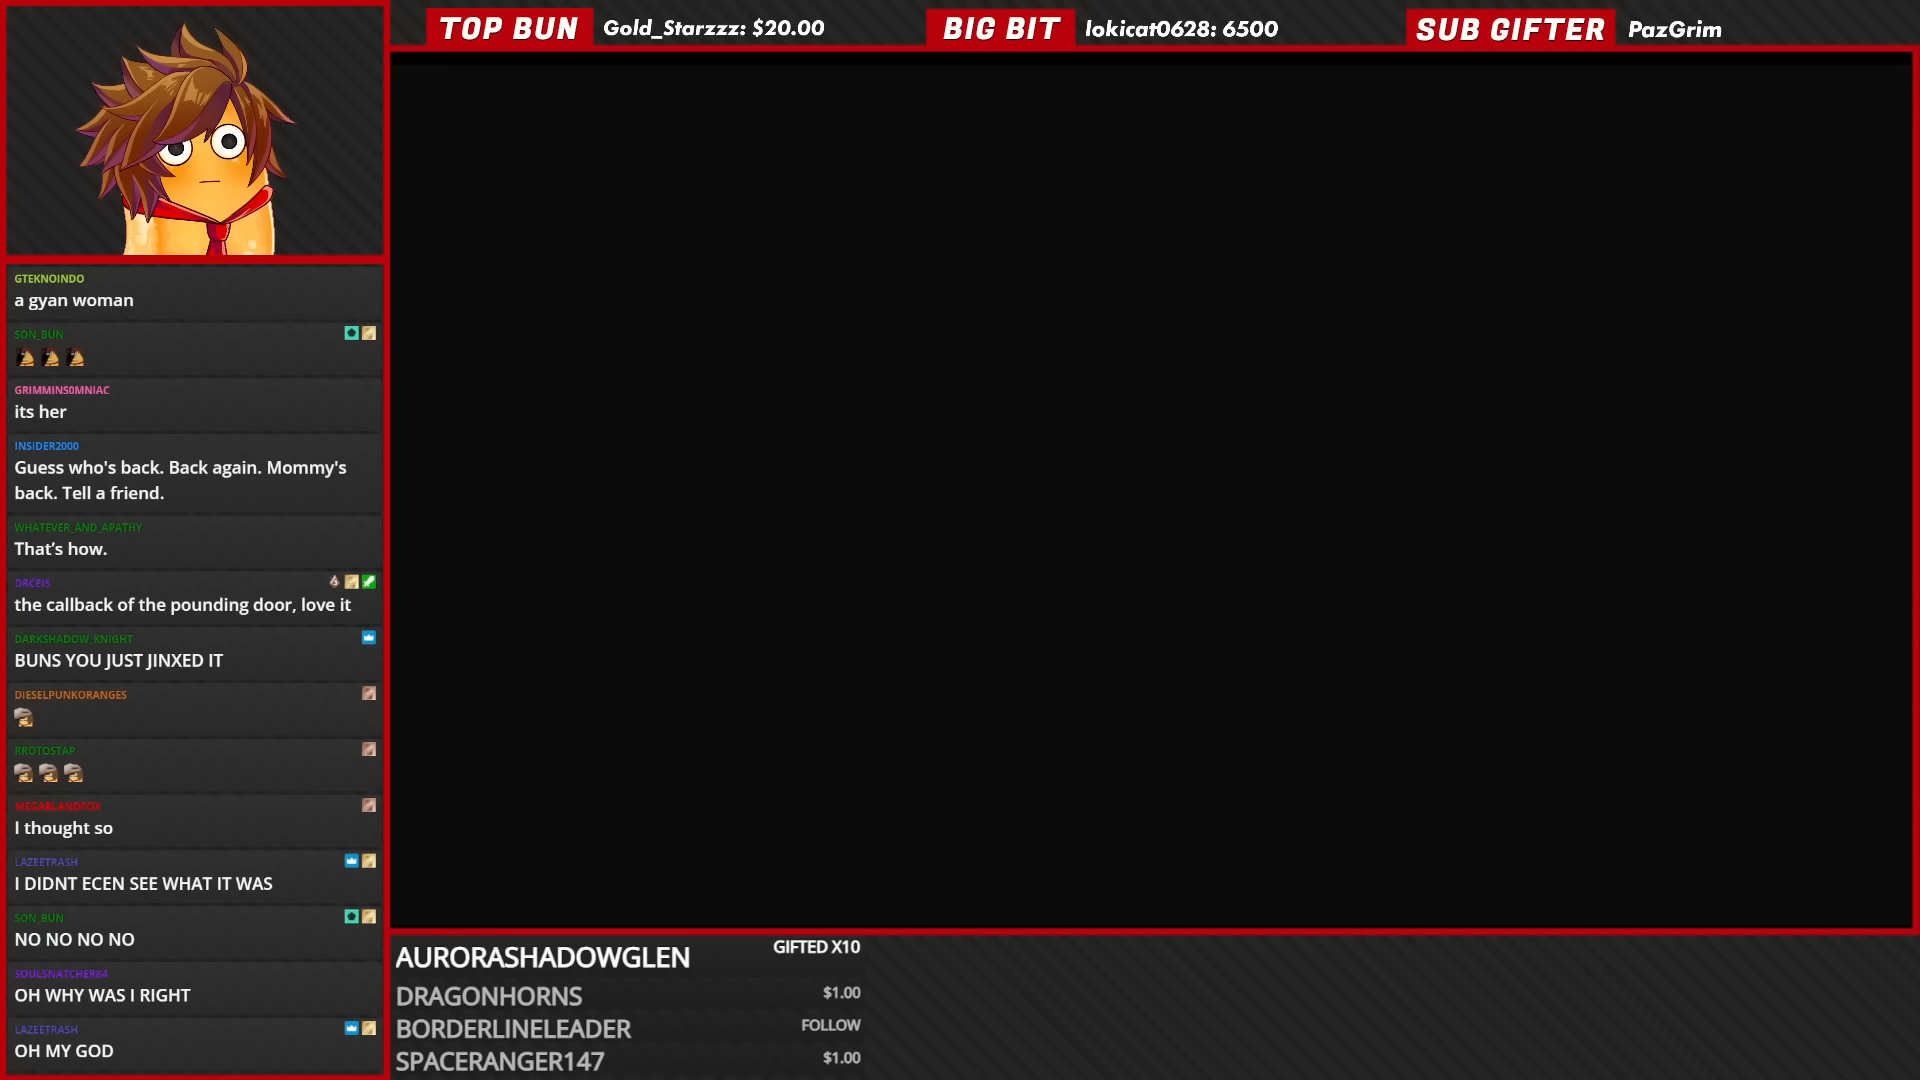 TOP BUN Gold_Starzzz: $20.00 BIG BIT lokicat0628: 6500 SUB GIFTER PazGrim
GTEKNOINDO
a gyan woman
SON_BUN
GRIMMINS0MNIAC
its her
INSIDER2000
Guess who's back. Back again. Mommy's
back. Tell a friend.
WHATEVER_AND_APATHY
That’s how.
DRCEIS
the callback of the pounding door, love it
DARKSHADOW_KNIGHT
BUNS YOU JUST JINXED IT
DIESELPUNKORANGES
RROTOSTAP
MEGABLANDFOX
I thought so
LAZEETRASH
I DIDNT ECEN SEE WHAT IT WAS
SON_BUN
NO NO NO NO
SOULSNATCHER84
OH WHY WAS I RIGHT
LAZEETRASH
OH MY GOD
AURORASHADOWGLEN GIFTED X10
DRAGONHORNS $1.00
BORDERLINELEADER FOLLOW
SPACERANGER147 $1.00